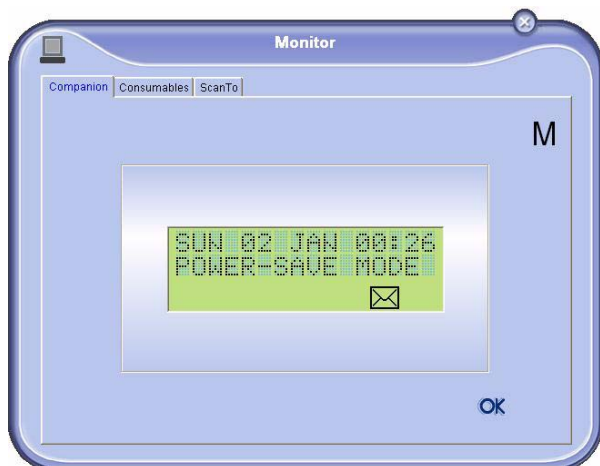 Monitor
Companion Consumables ScanTo
M
SUN 02 JAN 00:26
POWER-SAVE MODE
OK